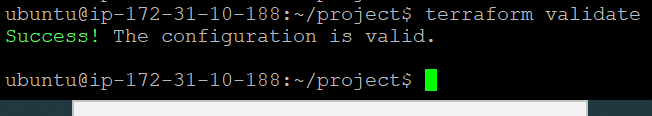 ubuntu@ip-172-31-10-188:~/project$ terraform validate
Success! The configuration is valid.
ubuntu@ip-172-31-10-188:~/project$